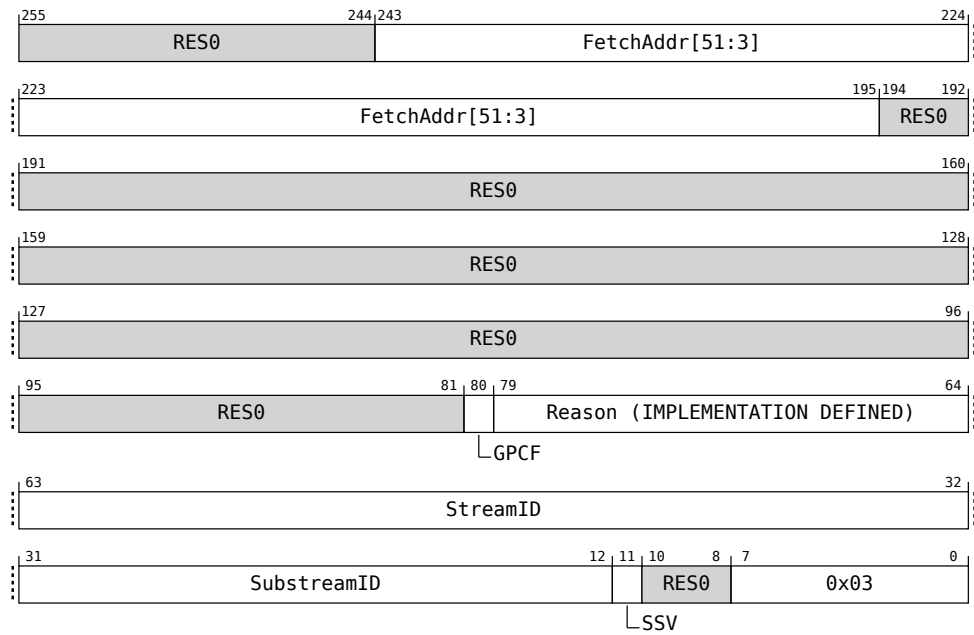 255 244 243 224
RES0 FetchAddr[51:3]
223 195 194 192
FetchAddr[51:3] RES0
191 160
RES0
159 128
RES0
127 96
RES0
95 81 80 79 64
RES0 Reason (IMPLEMENTATION DEFINED)
GPCF
63 32
StreamID
31 12 11 10 8 7 0
SubstreamID RES0 0x03
SSV